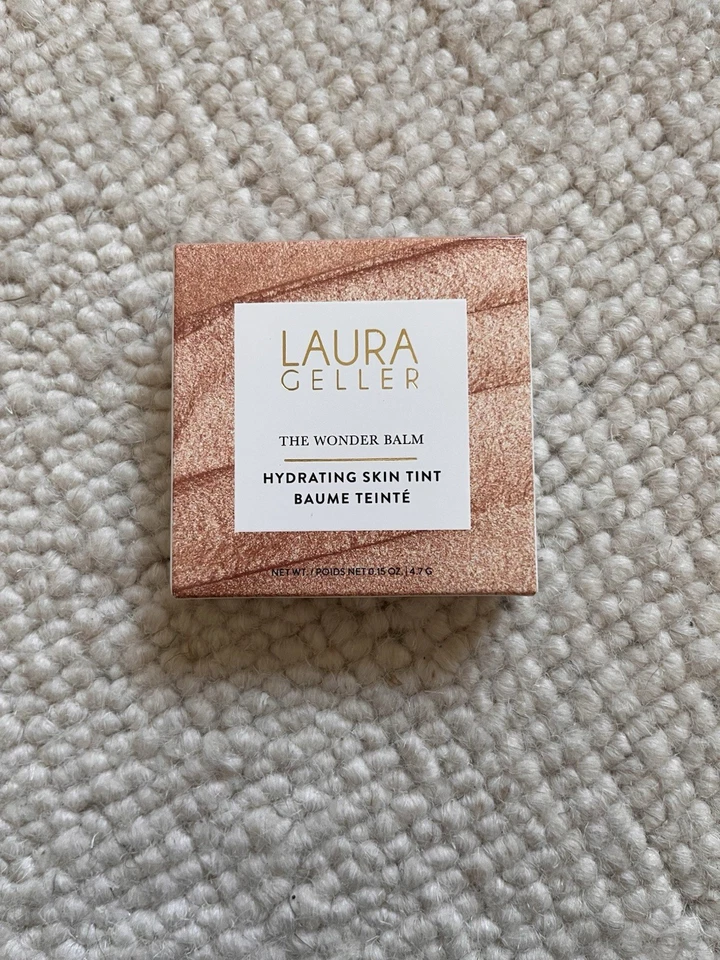 LAURA
GELLER
THE WONDER BALM
HYDRATING SKIN TINT
BAUME TEINTÉ
NET WT. / POIDS NET 0.15 OZ. | 4.7 G